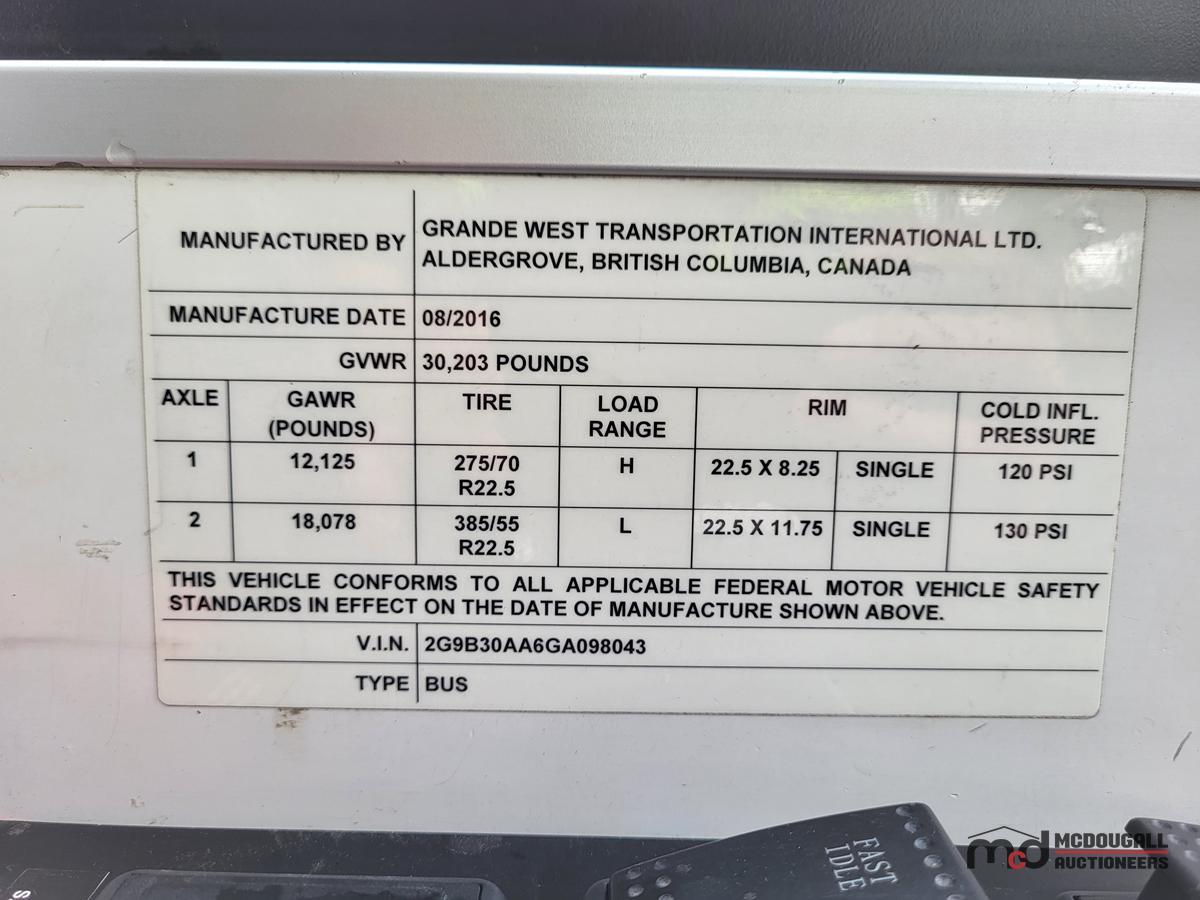 MANUFACTURED BY
GRANDE WEST TRANSPORTATION INTERNATIONAL LTD.
ALDERGROVE, BRITISH COLUMBIA, CANADA
MANUFACTURE DATE 08/2016
GVWR 30,203 POUNDS
AXLE GAWR (POUNDS) TIRE LOAD RANGE RIM COLD INFL. PRESSURE
1 12,125 275/70 R22.5 H 22.5 X 8.25 SINGLE 120 PSI
2 18,078 385/55 R22.5 L 22.5 X 11.75 SINGLE 130 PSI
THIS VEHICLE CONFORMS TO ALL APPLICABLE FEDERAL MOTOR VEHICLE SAFETY
STANDARDS IN EFFECT ON THE DATE OF MANUFACTURE SHOWN ABOVE.
V.I.N. 2G9B30AA6GA098043
TYPE BUS
FAST
IDLE
mcd MCDOUGALL
AUCTIONEERS